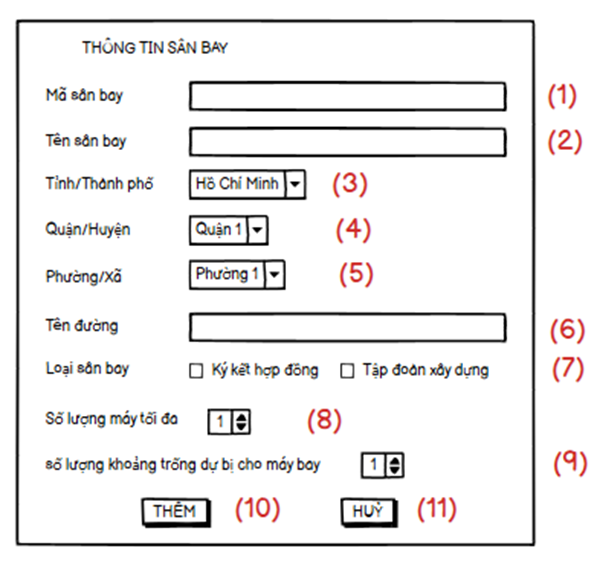 THÔNG TIN SÂN BAY
Mã sân bay (1)
Tên sân bay (2)
Tỉnh/Thành phố Hồ Chí Minh (3)
Quận/Huyện Quận 1 (4)
Phường/Xã Phường 1 (5)
Tên đường (6)
Loại sân bay Ký kết hợp đồng Tập đoàn xây dựng (7)
Số lượng máy tối đa 1 (8)
số lượng khoảng trống dự bị cho máy bay 1 (9)
THÊM (10) HUỶ (11)